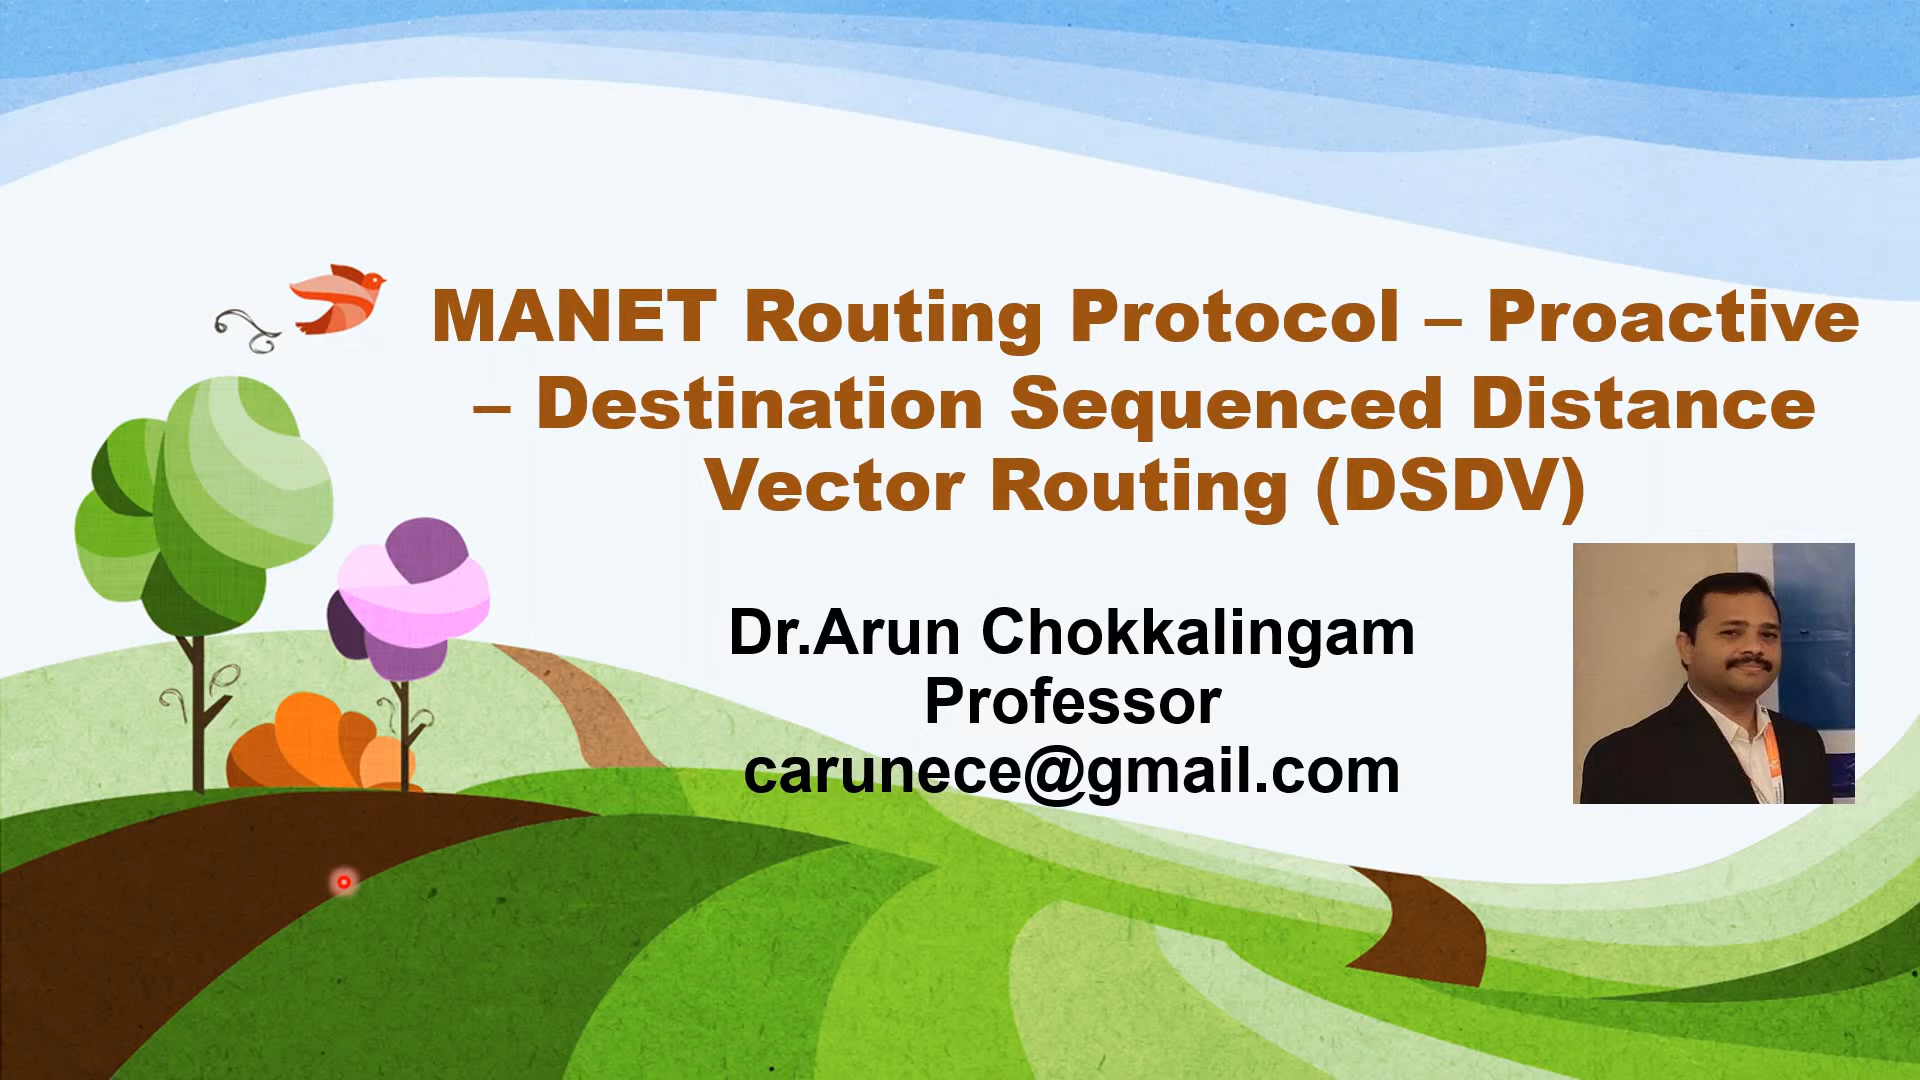 MANET Routing Protocol – Proactive
– Destination Sequenced Distance
Vector Routing (DSDV)
Dr.Arun Chokkalingam
Professor
carunece@gmail.com